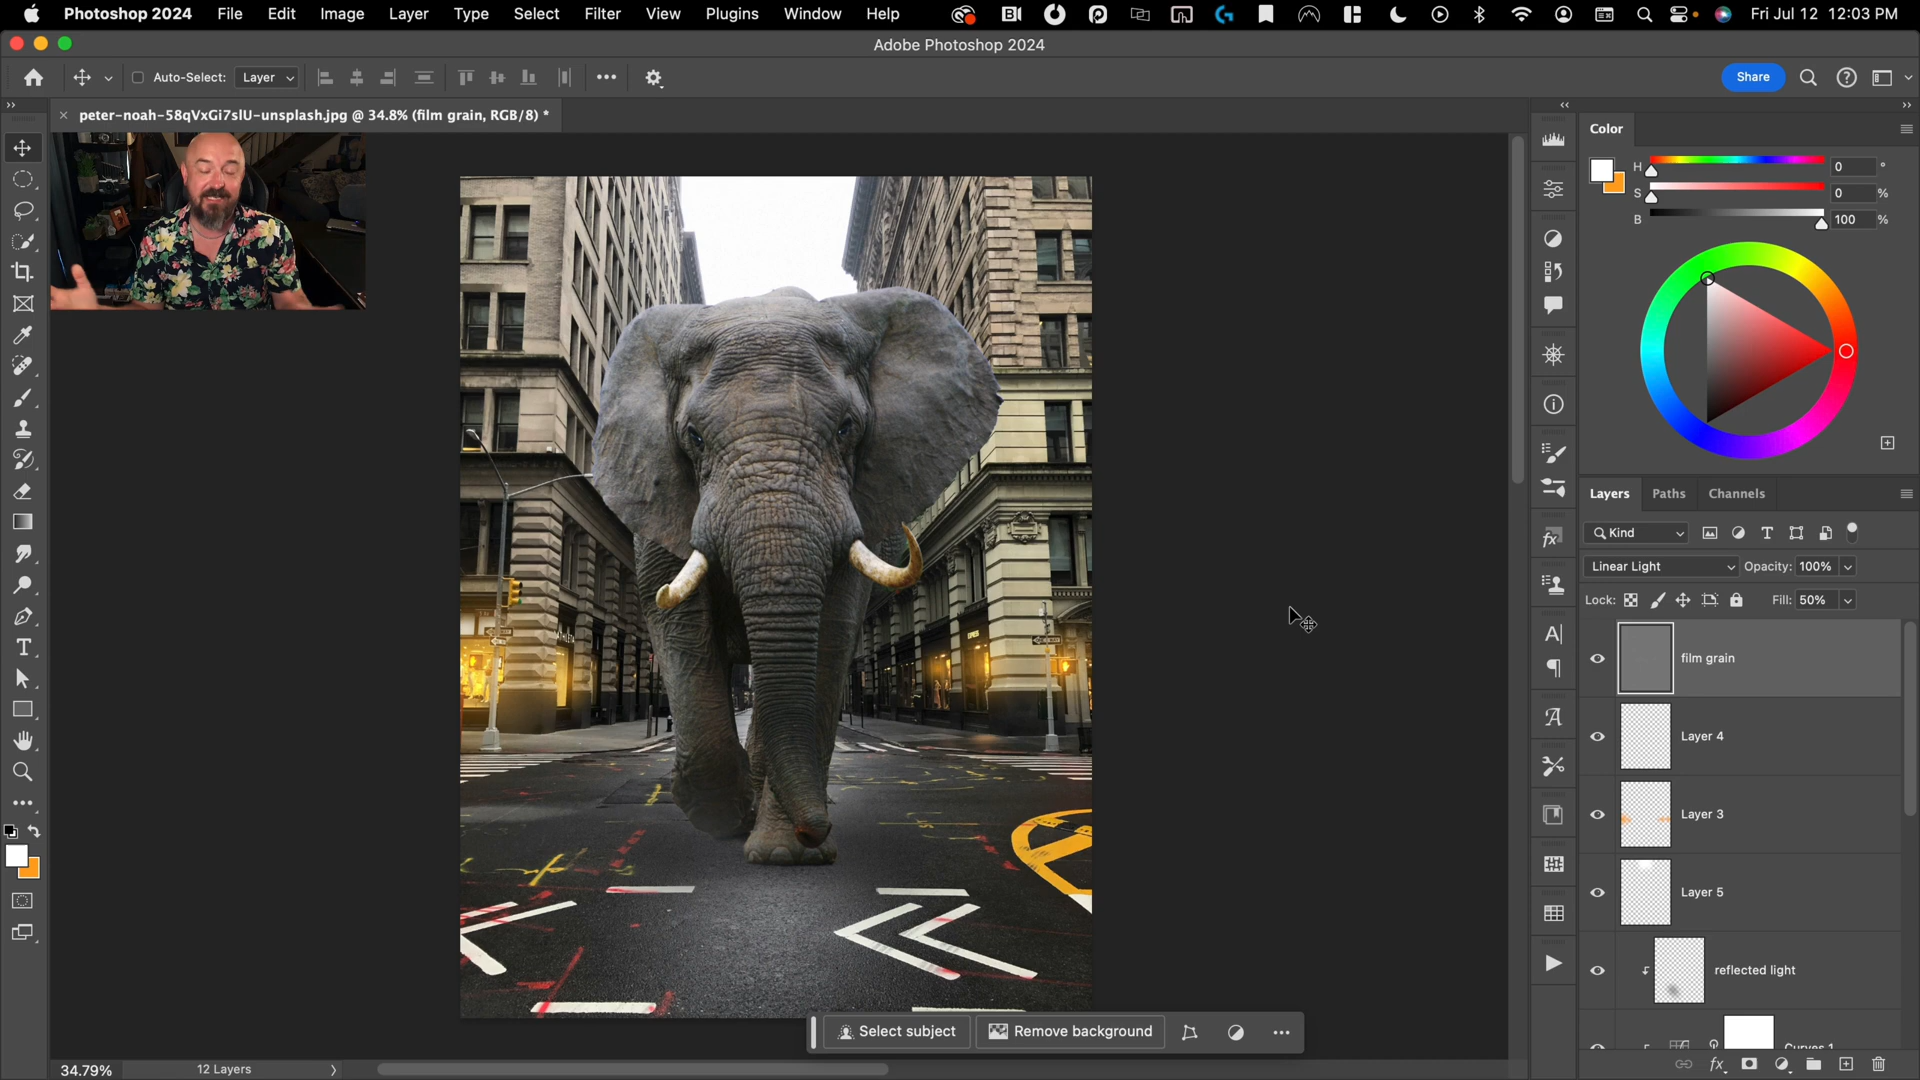 Photoshop 2024 File Edit Image Layer Type Select Filter View Plugins Window Help Fri Jul 12 12:03 PM
Adobe Photoshop 2024
Auto-Select: Layer Share
peter-noah-58qVxGi7slU-unsplash.jpg @ 34.8% (film grain, RGB/8) *
Color
H 0 °
S 0 %
B 100 %
Layers Paths Channels
Kind
Linear Light Opacity: 100%
Lock: Fill: 50%
film grain
Layer 4
Layer 3
Layer 5
reflected light
Curves 1
Select subject Remove background
34.79% 12 Layers